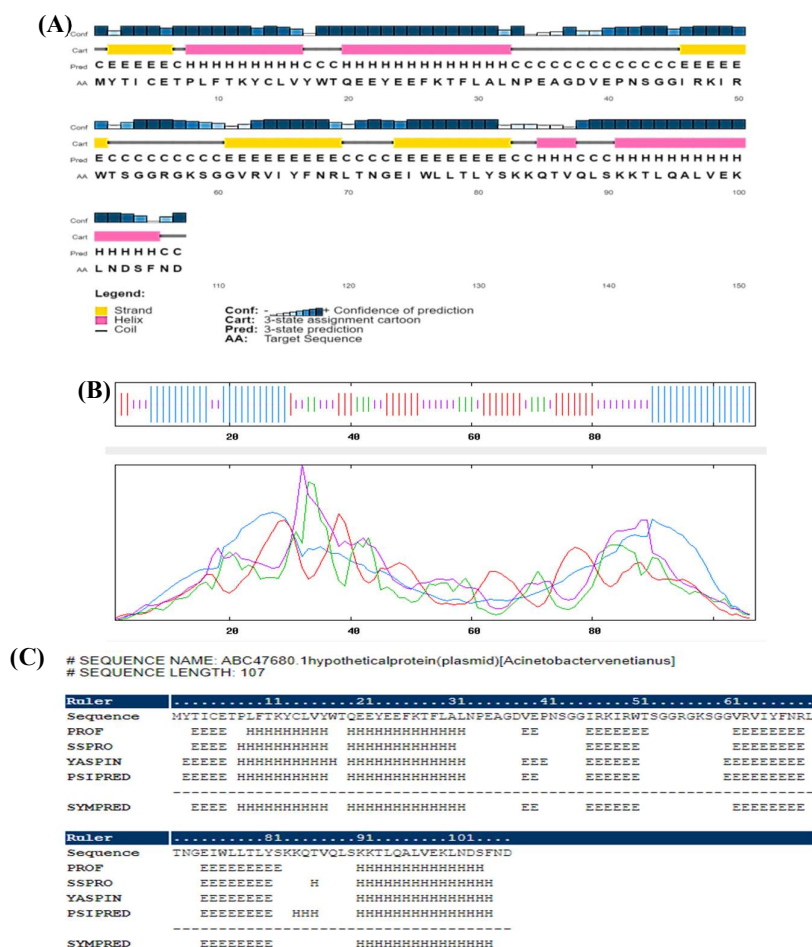 (A)
Conf
Cart
Pred C E E E E E C H H H H H H H H H C C C H H H H H H H H H H H H H C C C C C C C C C C C C C E E E E E
AA M Y T I C E T P L F T K Y C L V Y W T Q E E Y E E F K T F L A L N P E A G D V E P N S G G I R K I R
10 20 30 40 50
Conf
Cart
Pred E C C C C C C C C C E E E E E E E E E C C C C E E E E E E E E E C C H H H C C C H H H H H H H H H H
AA W T S G G R G K S G G V R V I Y F N R L T N G E I W L L T L Y S K K Q T V Q L S K K T L Q A L V E K
60 70 80 90 100
Conf
Cart
Pred H H H H H C C
AA L N D S F N D
110 120 130 140 150
Legend:
Strand
Helix
Coil
Conf: - + Confidence of prediction
Cart: 3-state assignment cartoon
Pred: 3-state prediction
AA: Target Sequence
(B)
20 40 60 80
20 40 60 80
(C)
# SEQUENCE NAME: ABC47680.1hypotheticalprotein(plasmid)[Acinetobactervenetianus]
# SEQUENCE LENGTH: 107
Ruler ..........11........21........31........41........51........61........
Sequence MYTICETPLFTKYCLVYWTQEEYEEFKTFLALNPEAGDVEPNSGGIRKIRWTSGGRGKSGGVRVIYFNRL
PROF EEEE HHHHHHHHH HHHHHHHHHHHHH EE EEEEEEE EEEEEEEE
SSPRO EEEE HHHHHHHHHH HHHHHHHHHHHH EEEEEE EEEEEEEE
YASPIN EEEEE HHHHHHHHHHH HHHHHHHHHHHHH EEE EEEEEE EEEEEEEEE
PSIPRED EEEE HHHHHHHHHH HHHHHHHHHHHHH EE EEEEEE EEEEEEEEE
SYMPRED EEEE HHHHHHHHHH HHHHHHHHHHHHH EE EEEEEE EEEEEEEE
Ruler ..........81........91........101....
Sequence TNGEIWLLTLYSKKQTVQLSKKTLQALVEKLNDSFND
PROF EEEEEEEEE HHHHHHHHHHHHHH
SSPRO EEEEEEEE H HHHHHHHHHHHHHHH
YASPIN EEEEEEEE HHHHHHHHHHHHHHH
PSIPRED EEEEEEEE HHH HHHHHHHHHHHHHHH
SYMPRED EEEEEEEE HHHHHHHHHHHHHHH